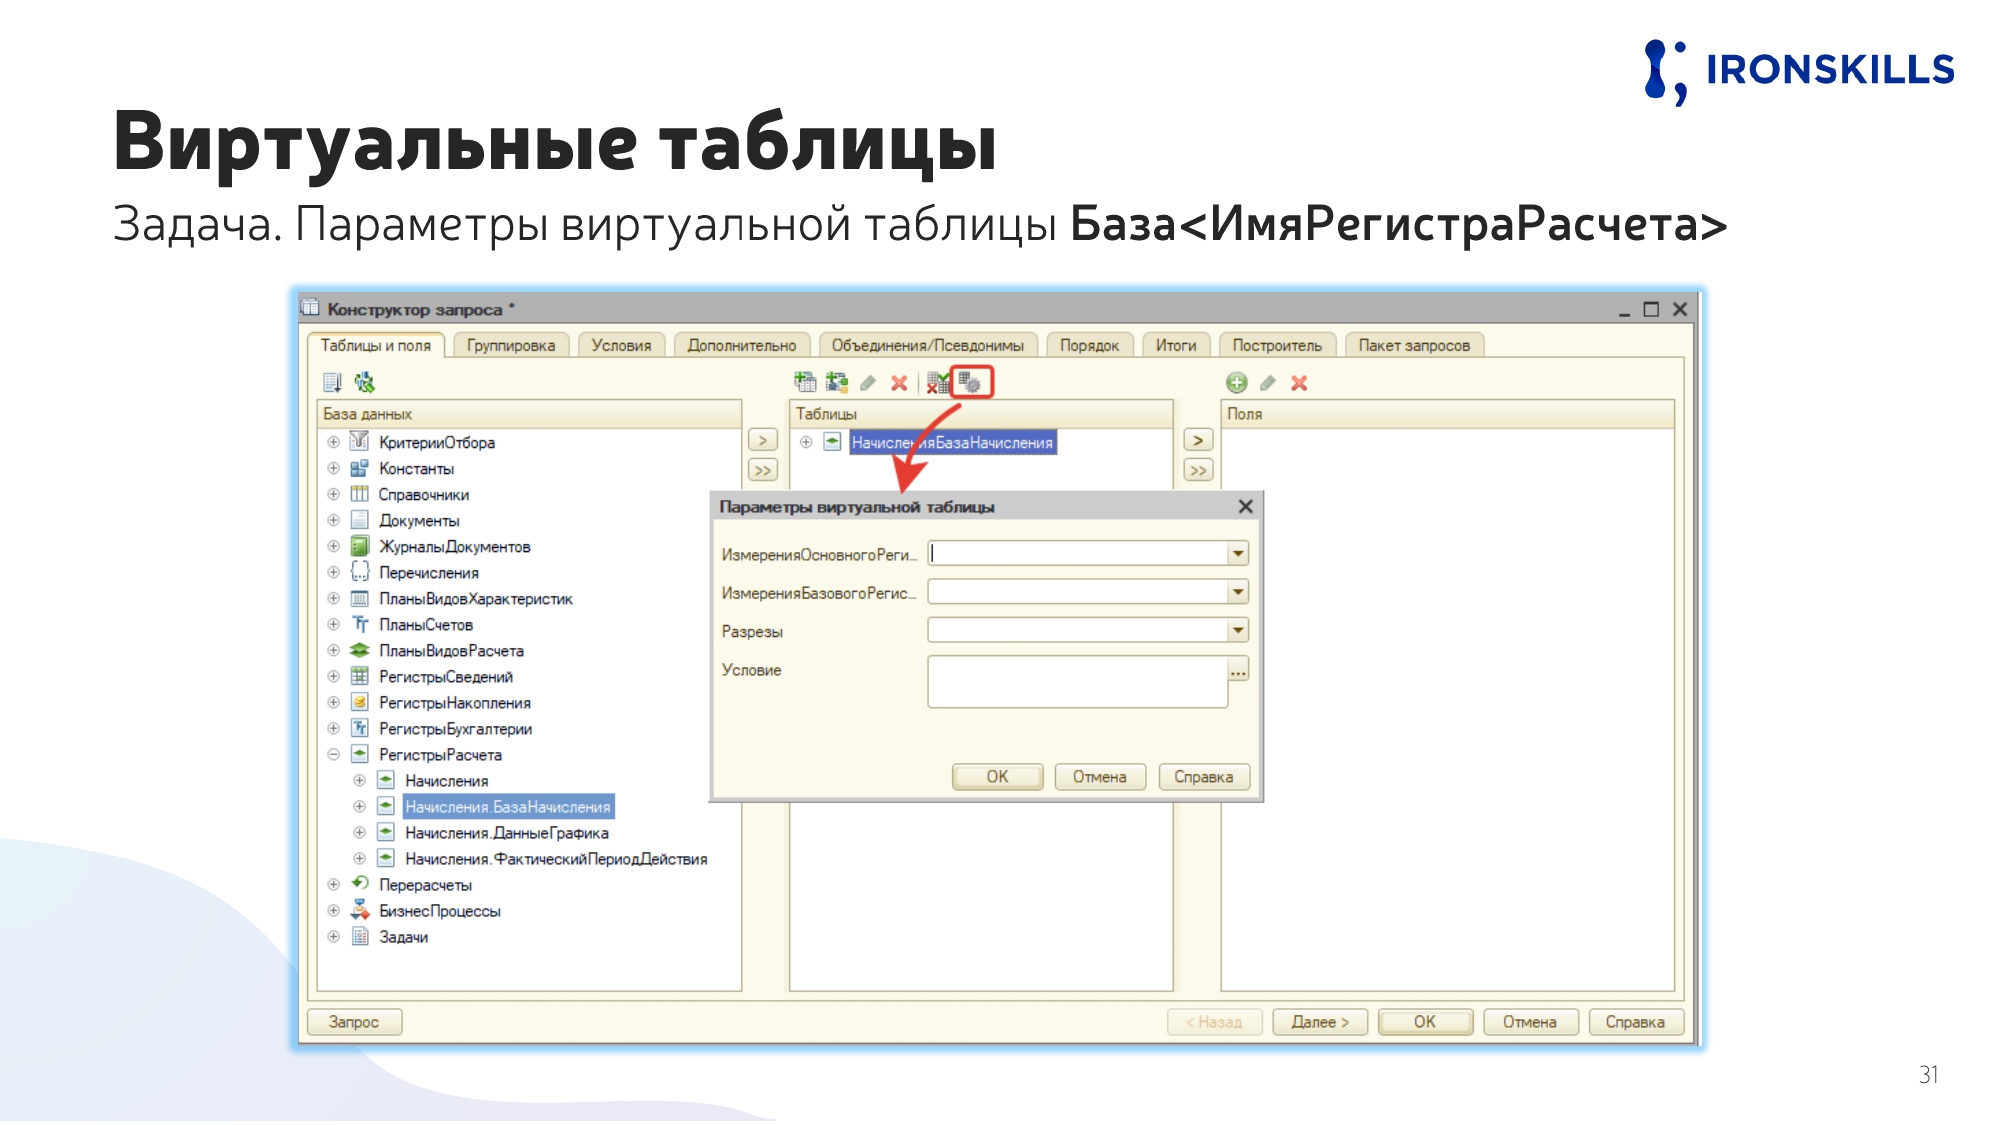 IRONSKILLS
Виртуальные таблицы
Задача. Параметры виртуальной таблицы База<ИмяРегистраРасчета>
Конструктор запроса *
Таблицы и поля
Группировка
Условия
Дополнительно
Объединения/Псевдонимы
Порядок
Итоги
Построитель
Пакет запросов
База данных
КритерииОтбора
Константы
Справочники
Документы
ЖурналыДокументов
Перечисления
ПланыВидовХарактеристик
ПланыСчетов
ПланыВидовРасчета
РегистрыСведений
РегистрыНакопления
РегистрыБухгалтерии
РегистрыРасчета
Начисления
Начисления.БазаНачисления
Начисления.ДанныеГрафика
Начисления.ФактическийПериодДействия
Перерасчеты
БизнесПроцессы
Задачи
>
>>
Таблицы
НачисленияБазаНачисления
>
>>
Поля
Параметры виртуальной таблицы
ИзмеренияОсновногоРеги...
ИзмеренияБазовогоРегис...
Разрезы
Условие
...
ОК
Отмена
Справка
Запрос
< Назад
Далее >
ОК
Отмена
Справка
31